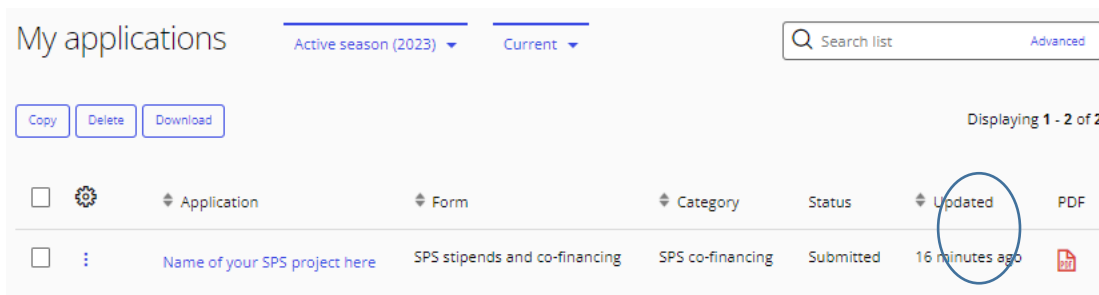 My applications
Active season (2023)
Current
Search list
Advanced
Copy
Delete
Download
Displaying 1 - 2 of 2
Application
Form
Category
Status
Updated
PDF
Name of your SPS project here
SPS stipends and co-financing
SPS co-financing
Submitted
16 minutes ago
PDF